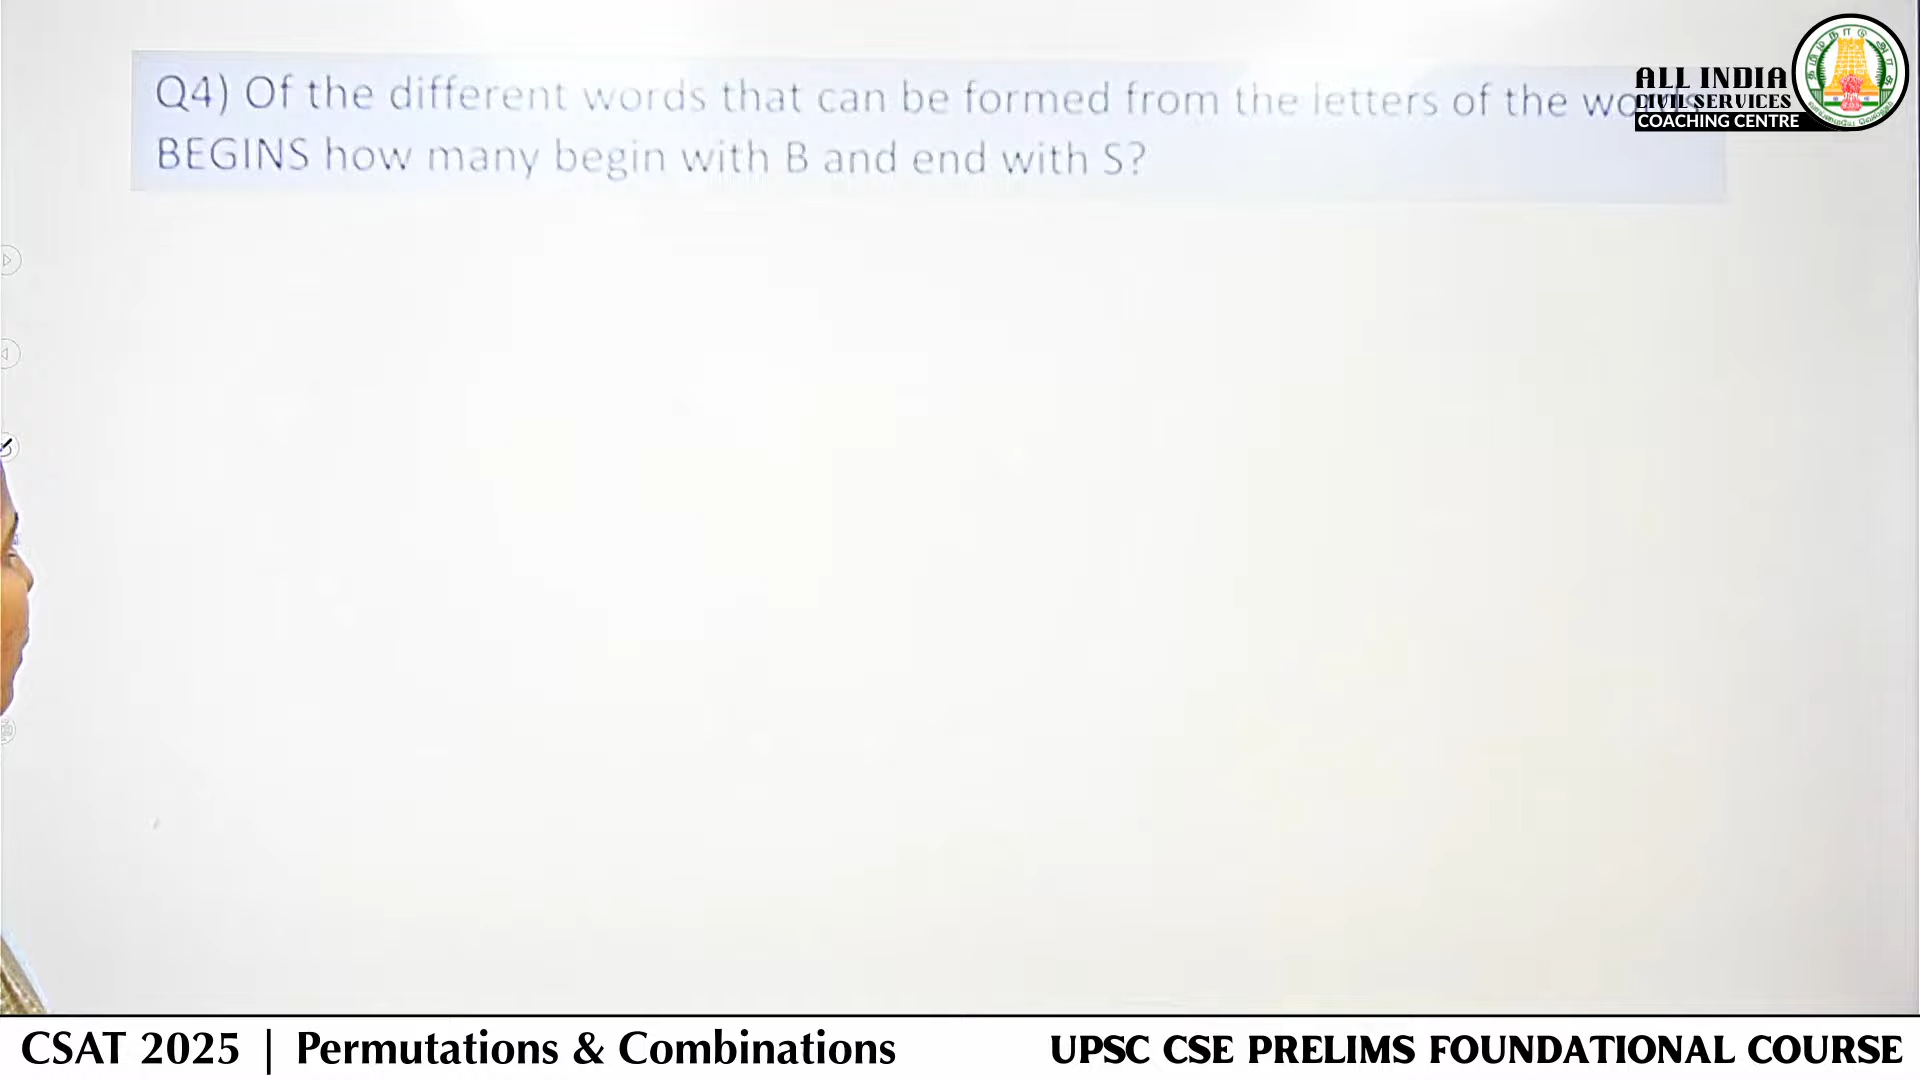 Q4) Of the different words that can be formed from the letters of the words
BEGINS how many begin with B and end with S?
ALL INDIA
CIVIL SERVICES
COACHING CENTRE
CSAT 2025 | Permutations & Combinations
UPSC CSE PRELIMS FOUNDATIONAL COURSE